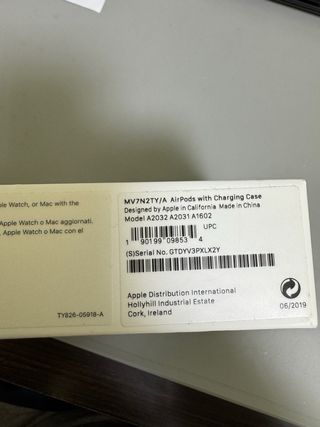 ple Watch, or Mac with the
Apple Watch o Mac aggiornati.
Apple Watch o Mac con el
TY826-05918-A
MV7N2TY/A AirPods with Charging Case
Designed by Apple in California Made in China
Model A2032 A2031 A1602
UPC
1 90199 09853 4
(S)Serial No. GTDYV3PXLX2Y
Apple Distribution International
Hollyhill Industrial Estate
Cork, Ireland
06/2019